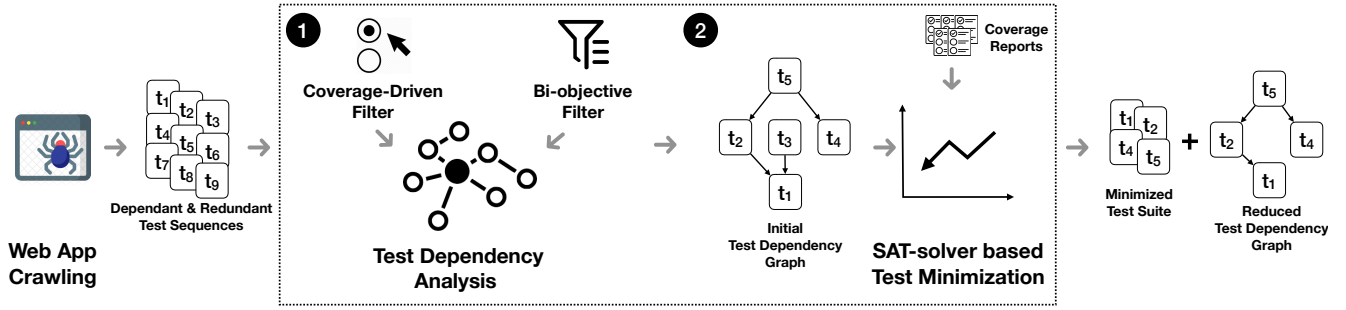 Web App
Crawling
t1
t2
t3
t4
t5
t6
t7
t8
t9
Dependant & Redundant
Test Sequences
1
Coverage-Driven
Filter
Bi-objective
Filter
Test Dependency
Analysis
2
t5
t2
t3
t4
t1
Initial
Test Dependency
Graph
Coverage
Reports
SAT-solver based
Test Minimization
t1
t2
t4
t5
Minimized
Test Suite
+
t5
t2
t4
t1
Reduced
Test Dependency
Graph